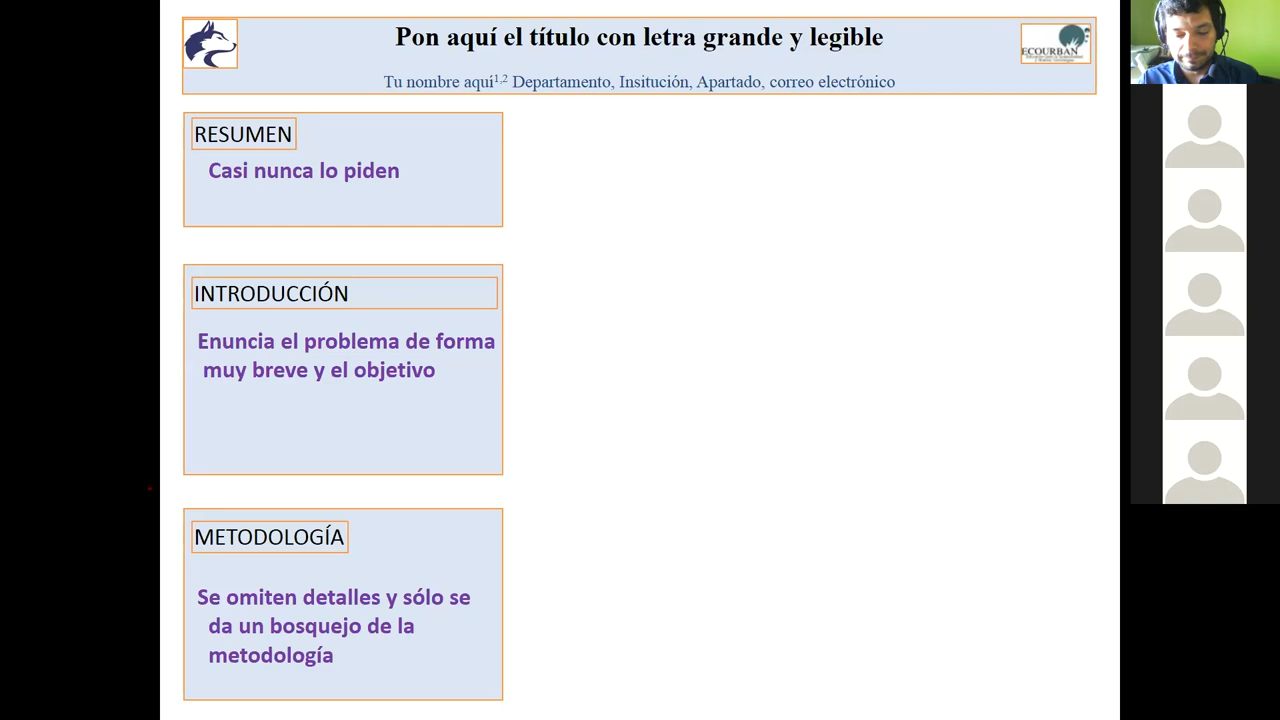 Pon aquí el título con letra grande y legible
ECOURBAN
Tu nombre aquí1,2 Departamento, Insitución, Apartado, correo electrónico
RESUMEN
Casi nunca lo piden
INTRODUCCIÓN
Enuncia el problema de forma
muy breve y el objetivo
METODOLOGÍA
Se omiten detalles y sólo se
da un bosquejo de la
metodología